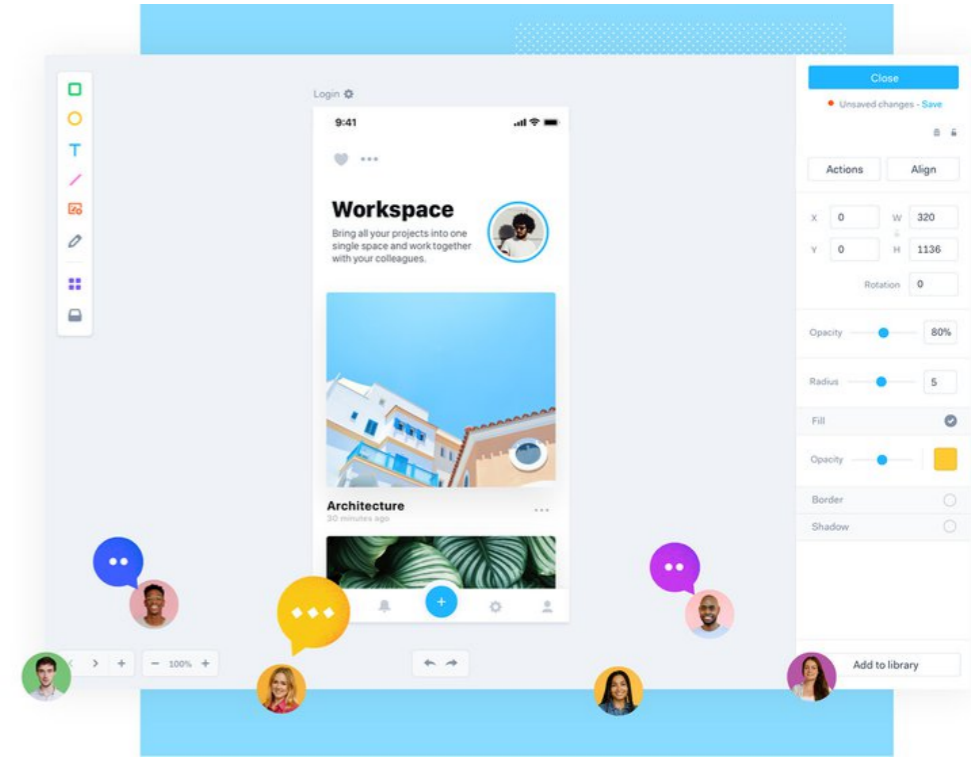 Login
9:41
Workspace
Bring all your projects into one
single space and work together
with your colleagues.
Architecture
30 minutes ago
T
100%
Close
Unsaved changes - Save
Actions
Align
X 0 W 320
Y 0 H 1136
Rotation 0
Opacity 80%
Radius 5
Fill
Opacity
Border
Shadow
Add to library